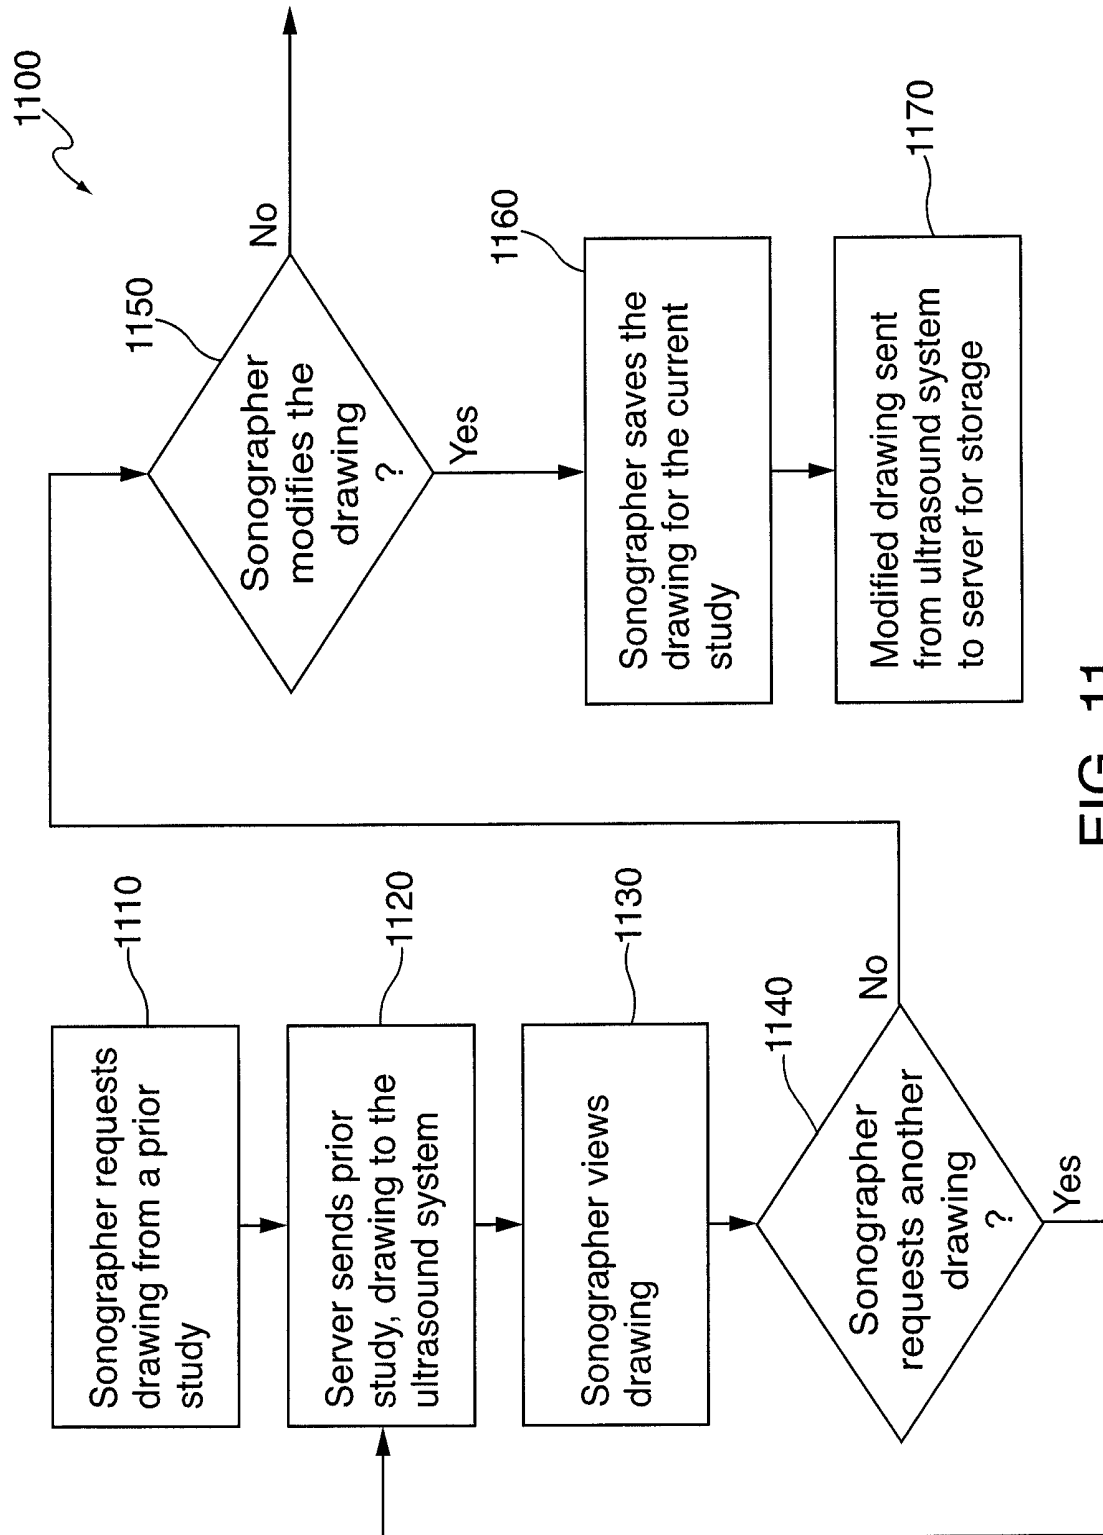 1100
Sonographer requests
drawing from a prior
study
1110
Server sends prior
study, drawing to the
ultrasound system
1120
Sonographer views
drawing
1130
Sonographer
requests another
drawing
?
1140
No
Yes
Sonographer
modifies the
drawing
?
1150
No
Yes
Sonographer saves the
drawing for the current
study
1160
Modified drawing sent
from ultrasound system
to server for storage
1170
FIG. 11